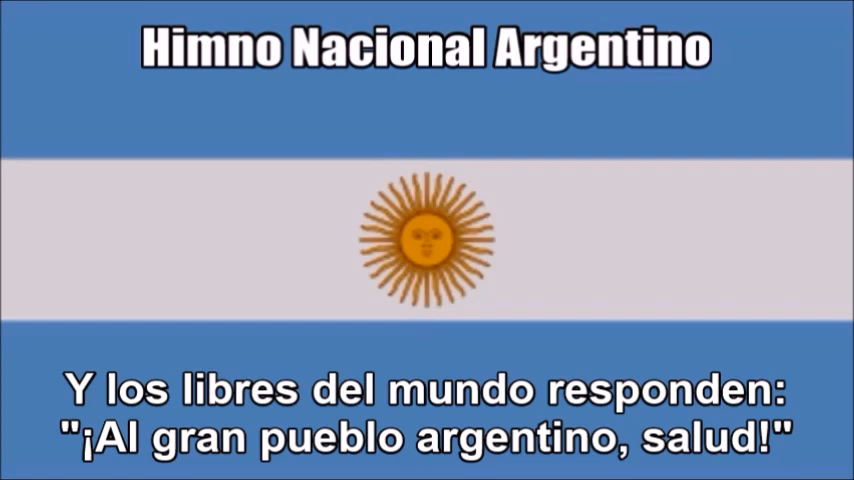 Himno Nacional Argentino
Y los libres del mundo responden:
"¡Al gran pueblo argentino, salud!"